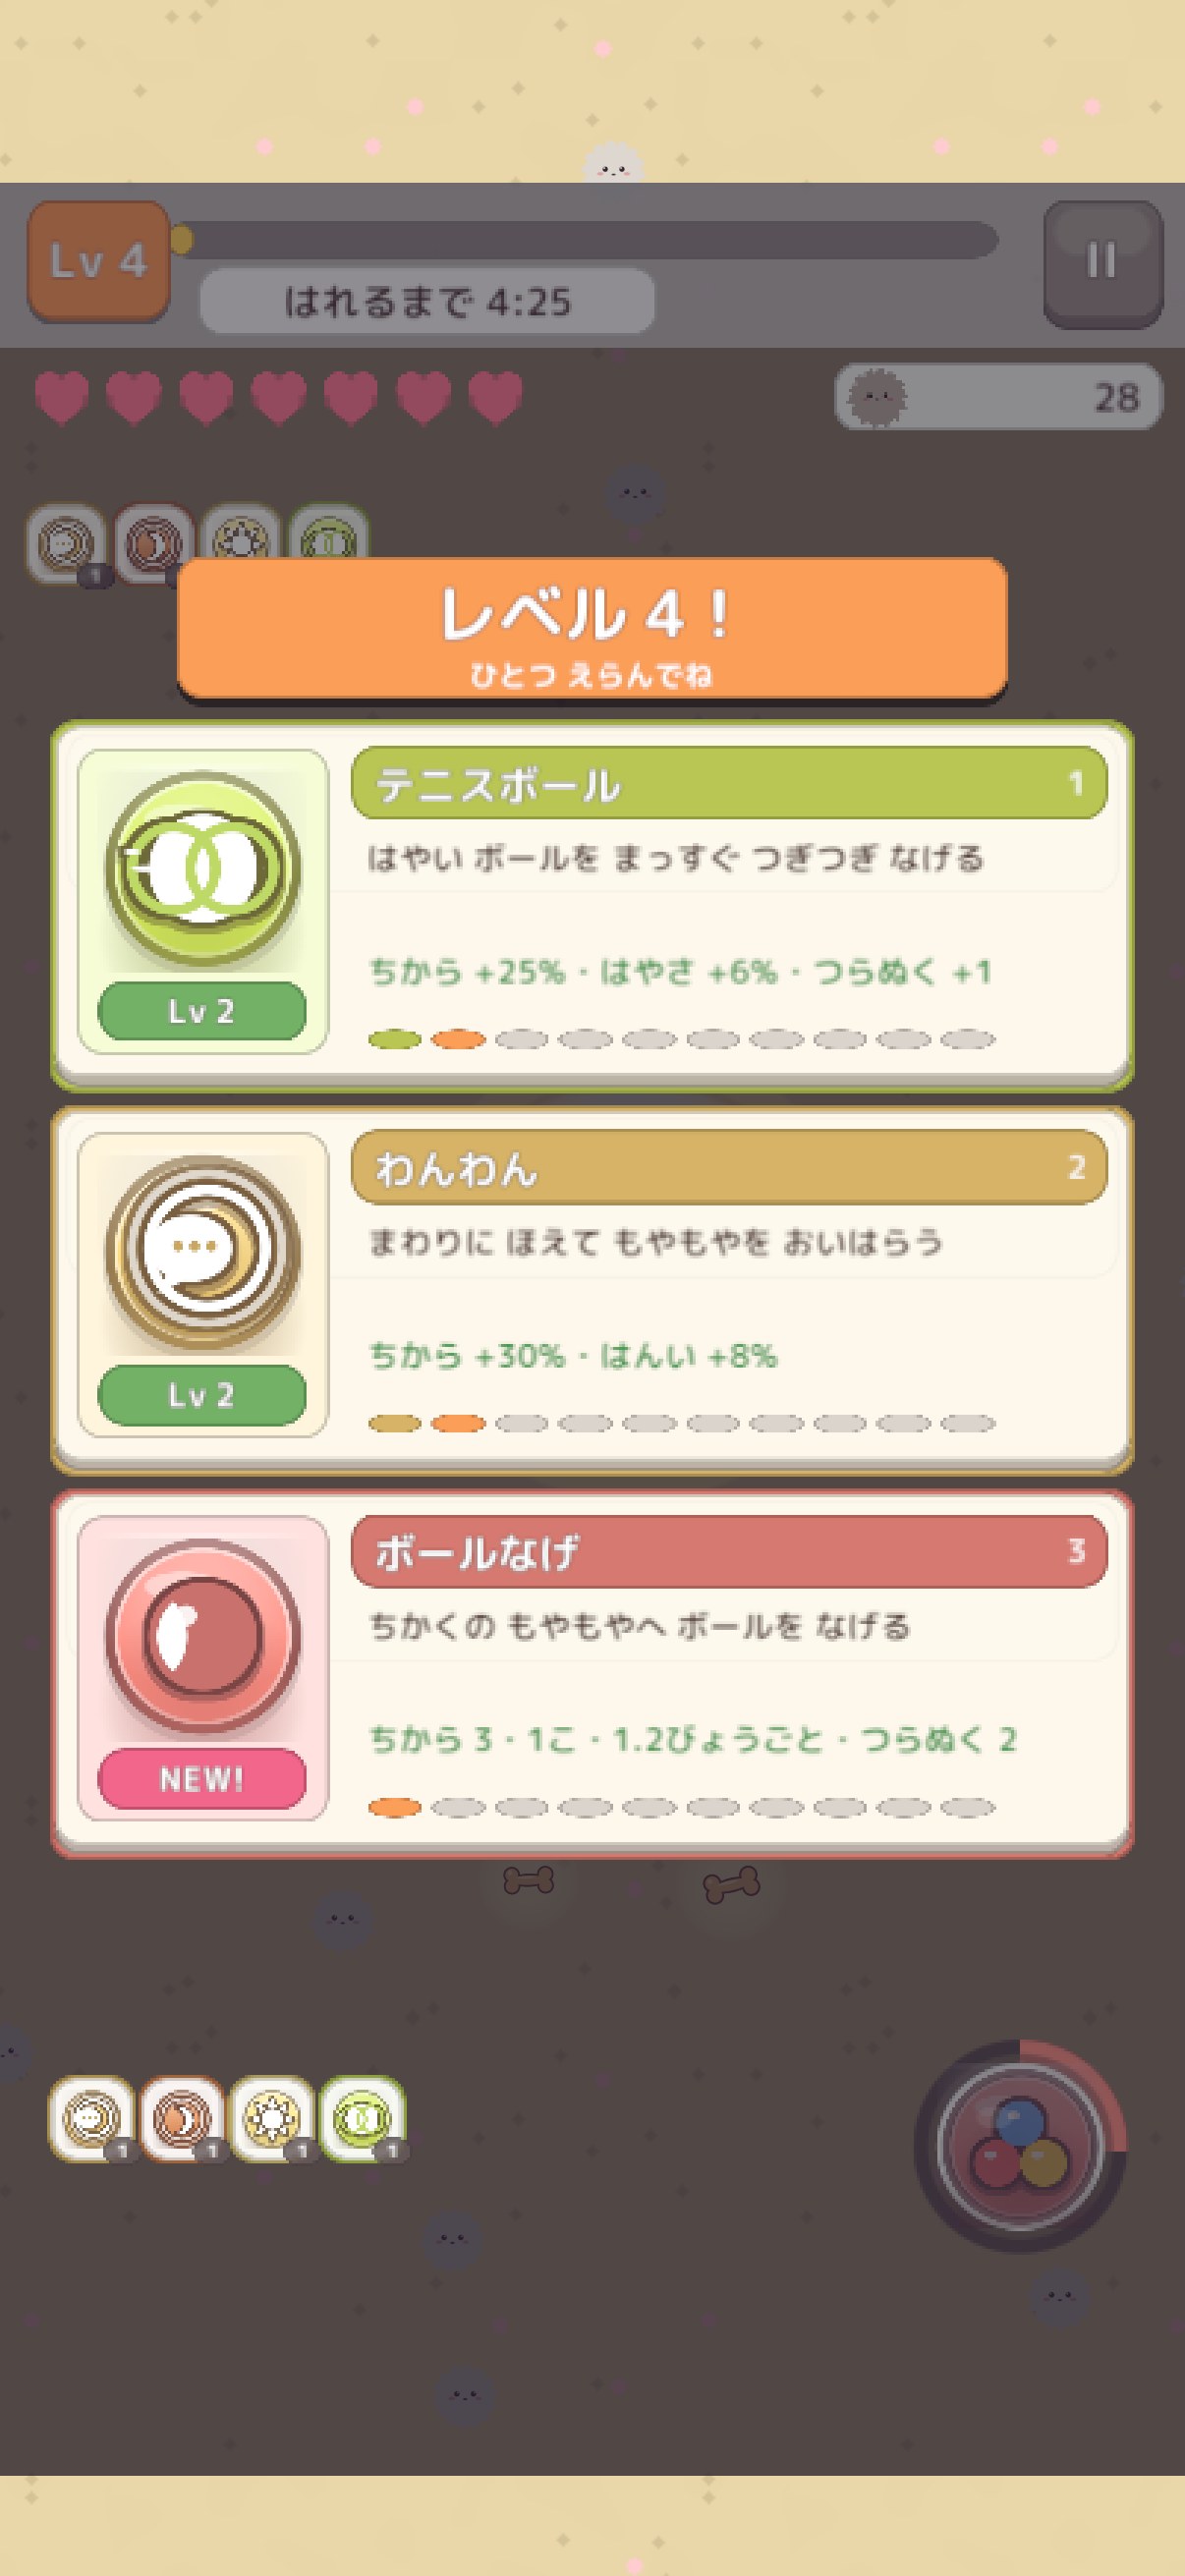 Lv 4
はれるまで 4:25
28
1
レベル 4 !
ひとつ えらんでね
テニスボール 1
はやい ボールを まっすぐ つぎつぎ なげる
ちから +25% · はやさ +6% · つらぬく +1
Lv 2
わんわん 2
まわりに ほえて もやもやを おいはらう
ちから +30% · はんい +8%
Lv 2
ボールなげ 3
ちかくの もやもやへ ボールを なげる
ちから 3 · 1こ · 1.2びょうごと · つらぬく 2
NEW!
1 1 1 1